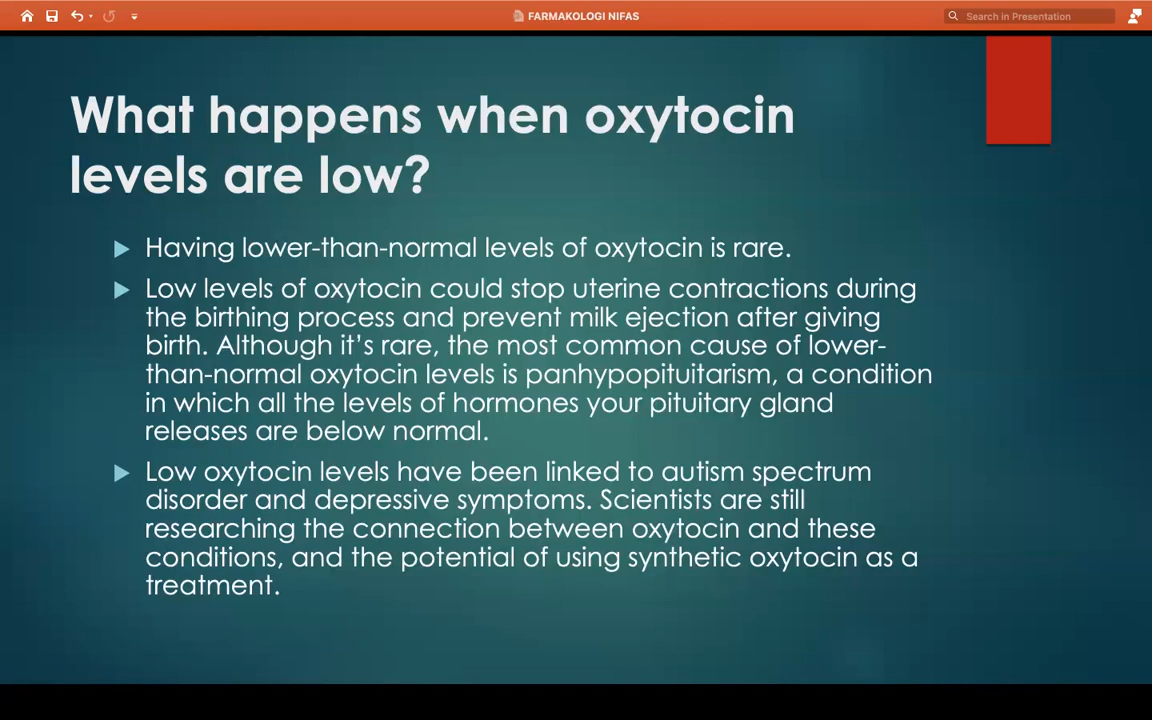 FARMAKOLOGI NIFAS
Search in Presentation
What happens when oxytocin
levels are low?
Having lower-than-normal levels of oxytocin is rare.
Low levels of oxytocin could stop uterine contractions during
the birthing process and prevent milk ejection after giving
birth. Although it’s rare, the most common cause of lower-
than-normal oxytocin levels is panhypopituitarism, a condition
in which all the levels of hormones your pituitary gland
releases are below normal.
Low oxytocin levels have been linked to autism spectrum
disorder and depressive symptoms. Scientists are still
researching the connection between oxytocin and these
conditions, and the potential of using synthetic oxytocin as a
treatment.